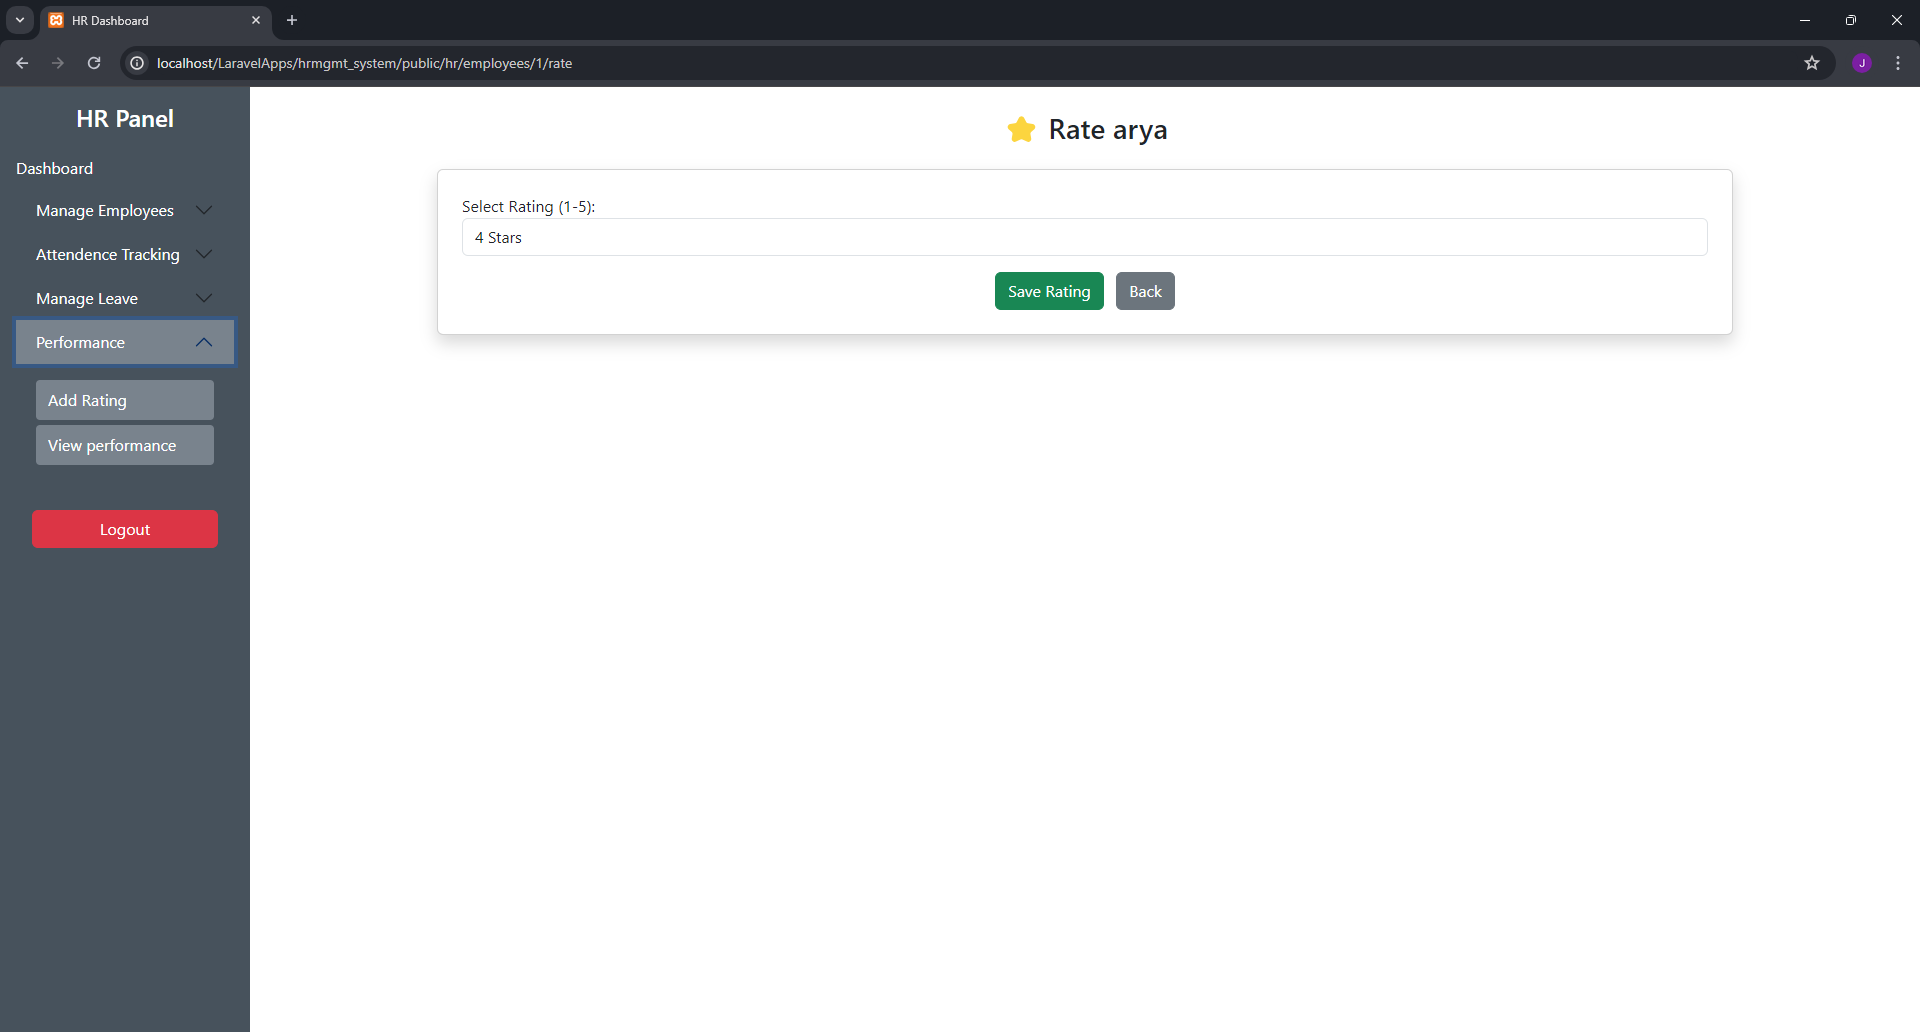 HR Dashboard
localhost/LaravelApps/hrmgmt_system/public/hr/employees/1/rate
J
HR Panel
Dashboard
Manage Employees
Attendence Tracking
Manage Leave
Performance
Add Rating
View performance
Logout
Rate arya
Select Rating (1-5):
4 Stars
Save Rating
Back